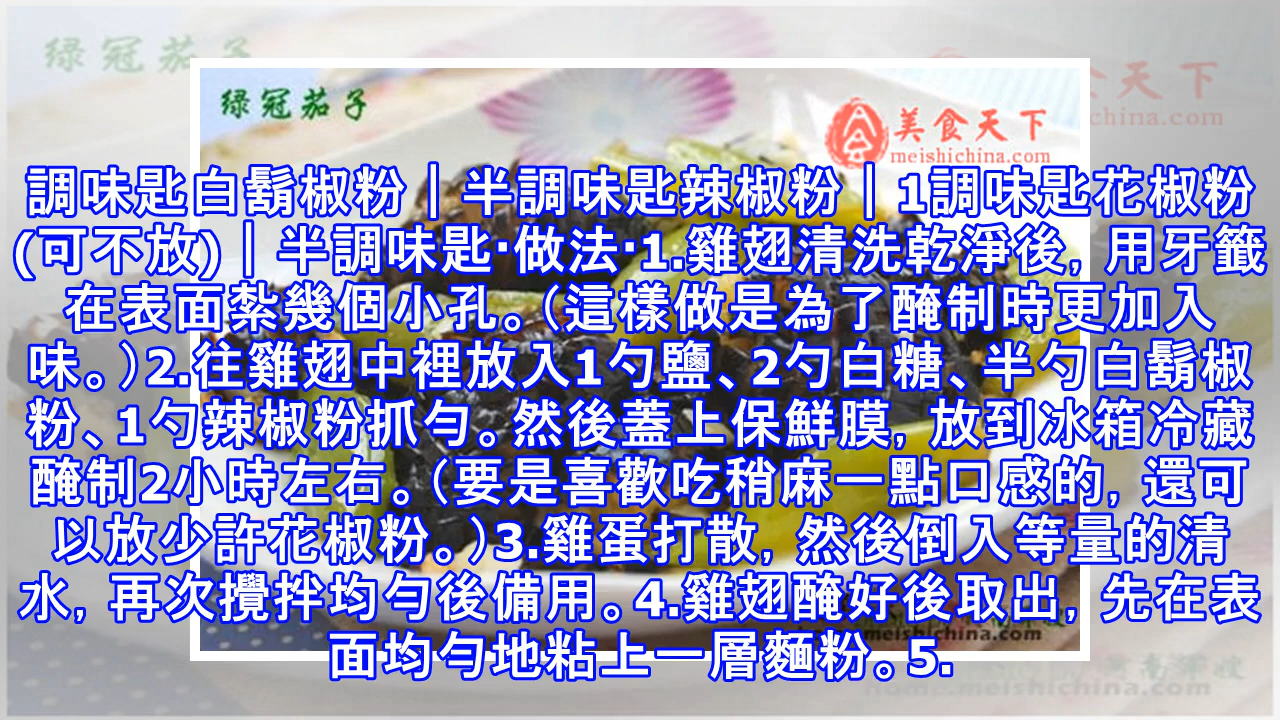 绿冠茄子
美食天下
meishichina.com
調味匙白鬍椒粉｜半調味匙辣椒粉｜1調味匙花椒粉
(可不放)｜半調味匙·做法·1.雞翅清洗乾淨後, 用牙籤
在表面紮幾個小孔。（這樣做是為了醃制時更加入
味。）2.往雞翅中裡放入1勺鹽、2勺白糖、半勺白鬍椒
粉、1勺辣椒粉抓勻。然後蓋上保鮮膜, 放到冰箱冷藏
醃制2小時左右。（要是喜歡吃稍麻一點口感的, 還可
以放少許花椒粉。）3.雞蛋打散, 然後倒入等量的清
水, 再次攪拌均勻後備用。4.雞翅醃好後取出, 先在表
面均勻地粘上一層麵粉。5.
home.meishichina.com